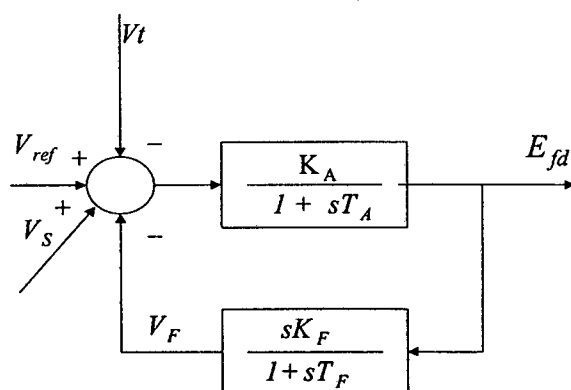 Vt
−
V_ref
+
K_A
1 + sT_A
E_fd
+
V_S
−
V_F
sK_F
1+sT_F